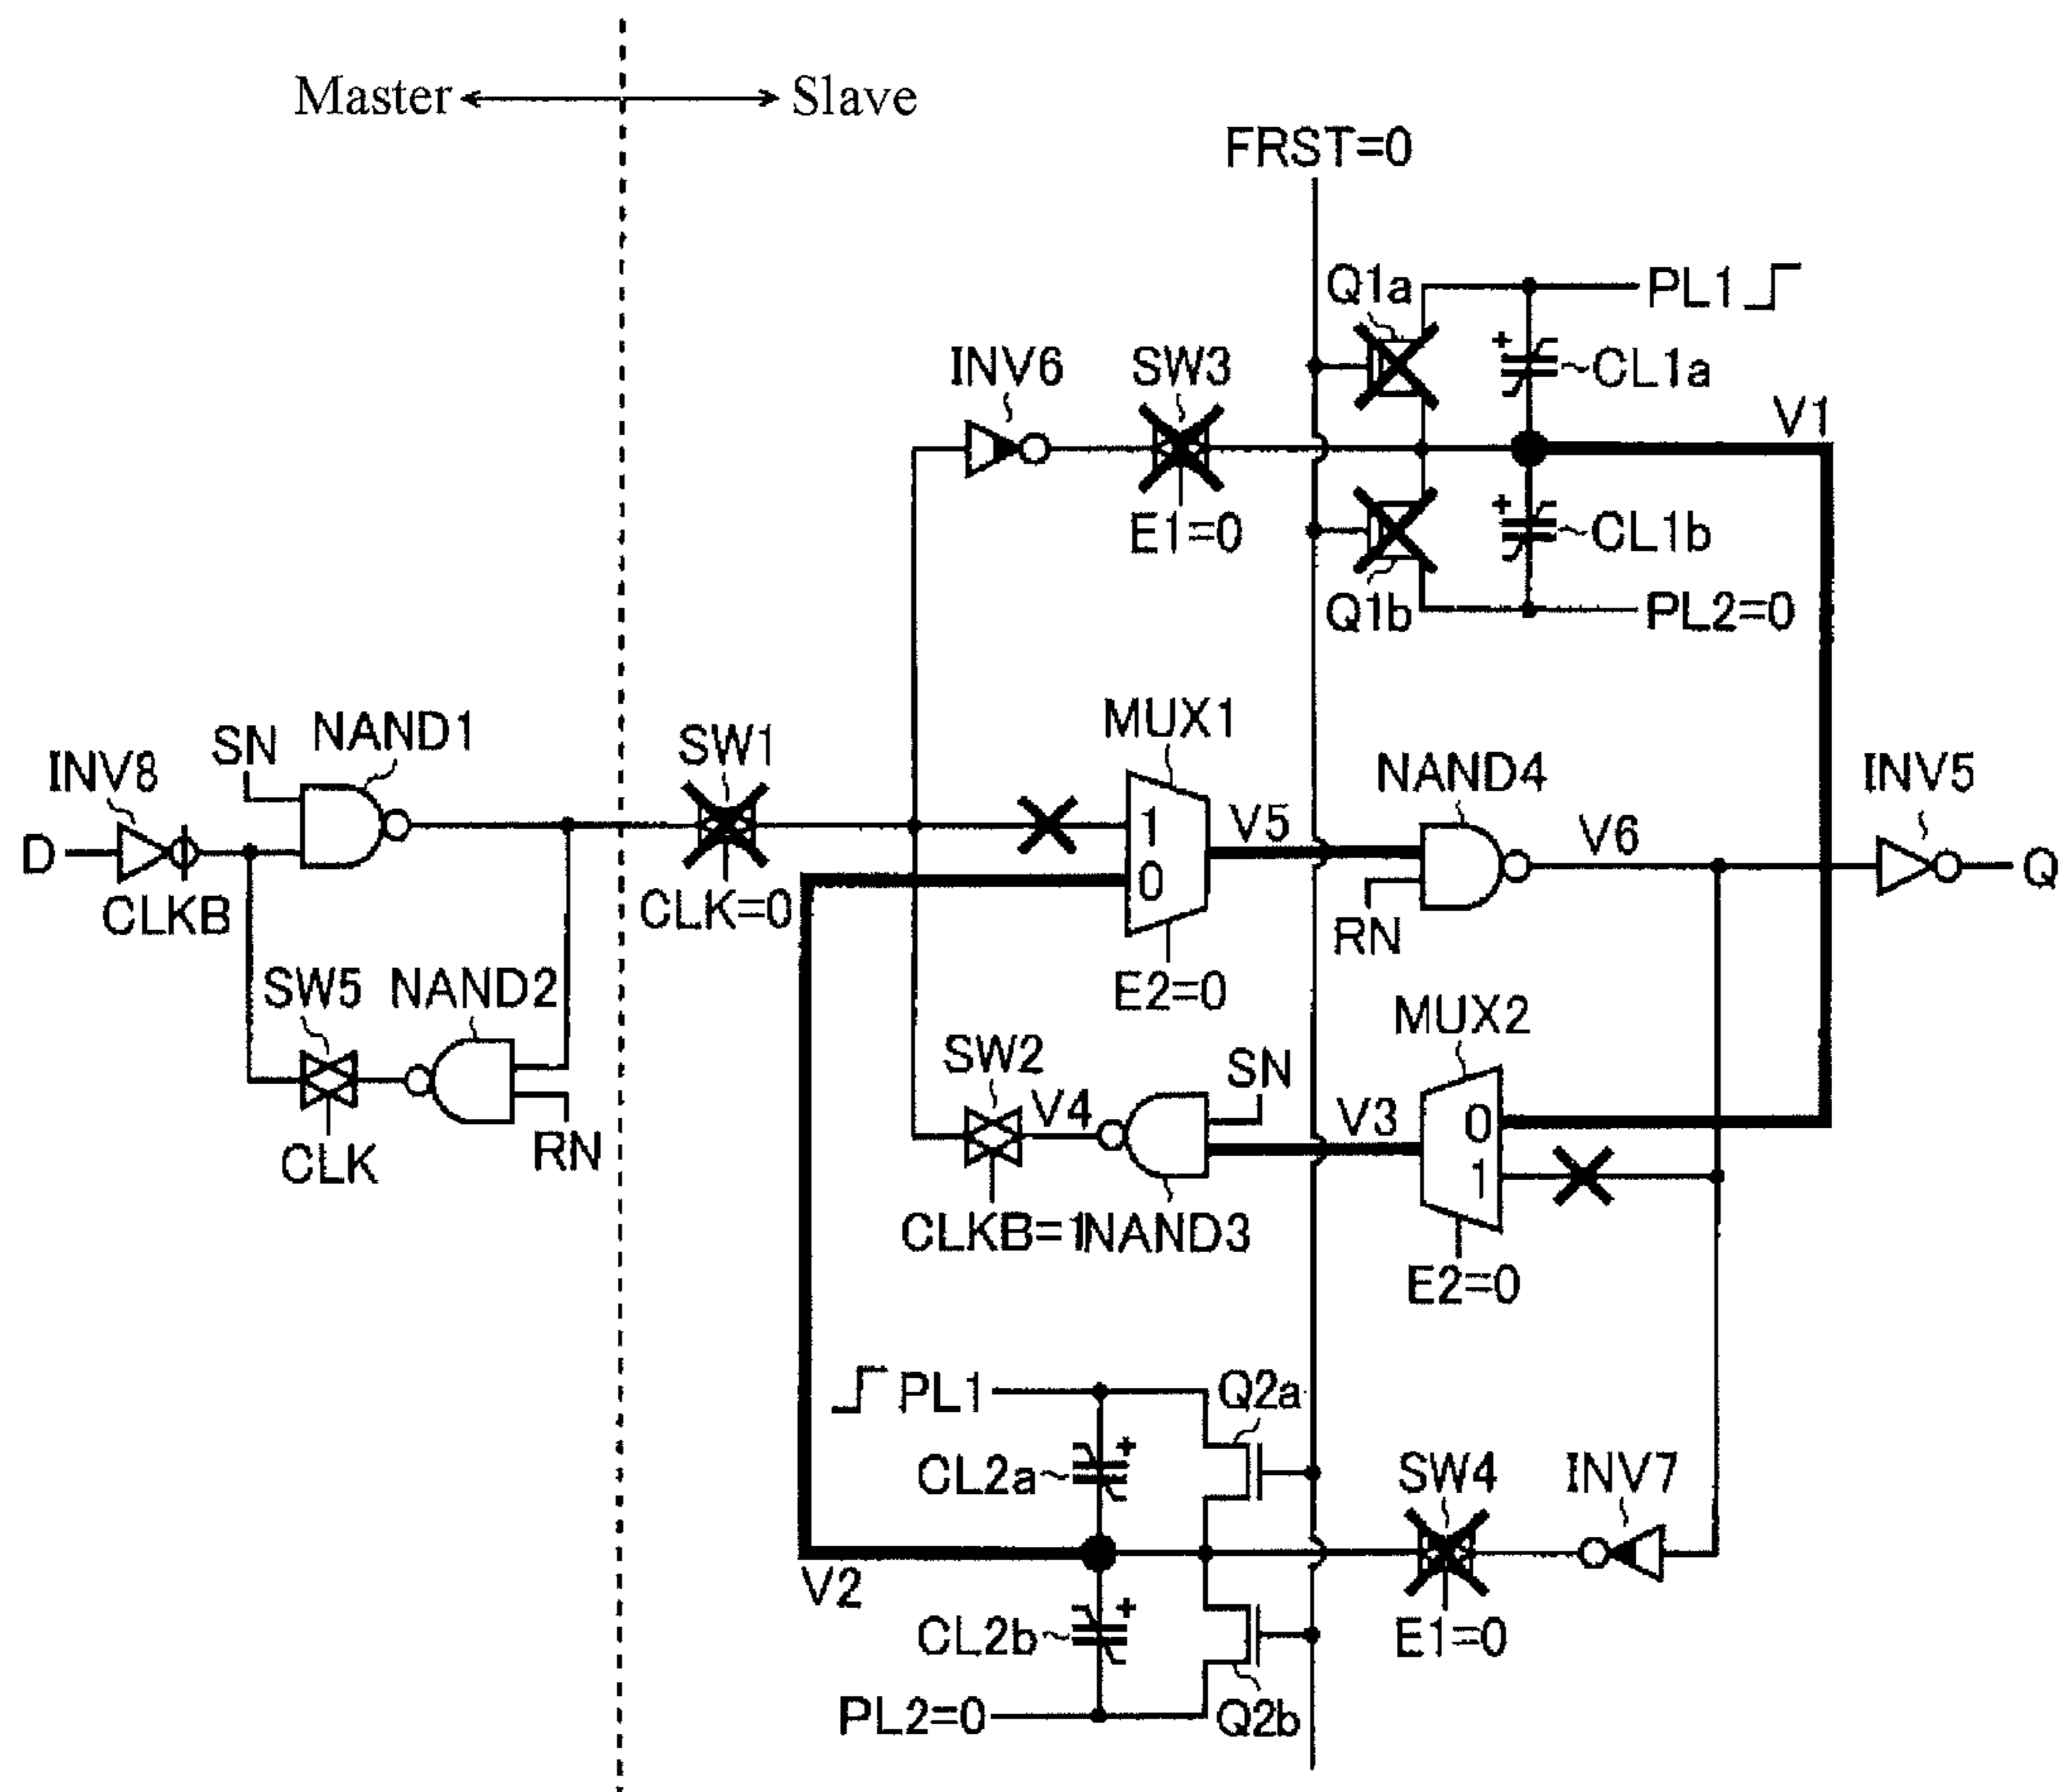 Master
Slave
FRST=0
Q1a
PL1
INV6
SW3
CL1a
V1
E1=0
CL1b
Q1b
PL2=0
MUX1
SN
NAND1
SW1
INV8
NAND4
INV5
1
V5
V6
D
0
Q
CLKB
CLK=0
RN
SW5
NAND2
E2=0
MUX2
SW2
SN
V4
V3
0
CLK
RN
1
CLKB=1
NAND3
E2=0
PL1
Q2a
CL2a
SW4
INV7
V2
CL2b
E1=0
PL2=0
Q2b
+
+
+
+